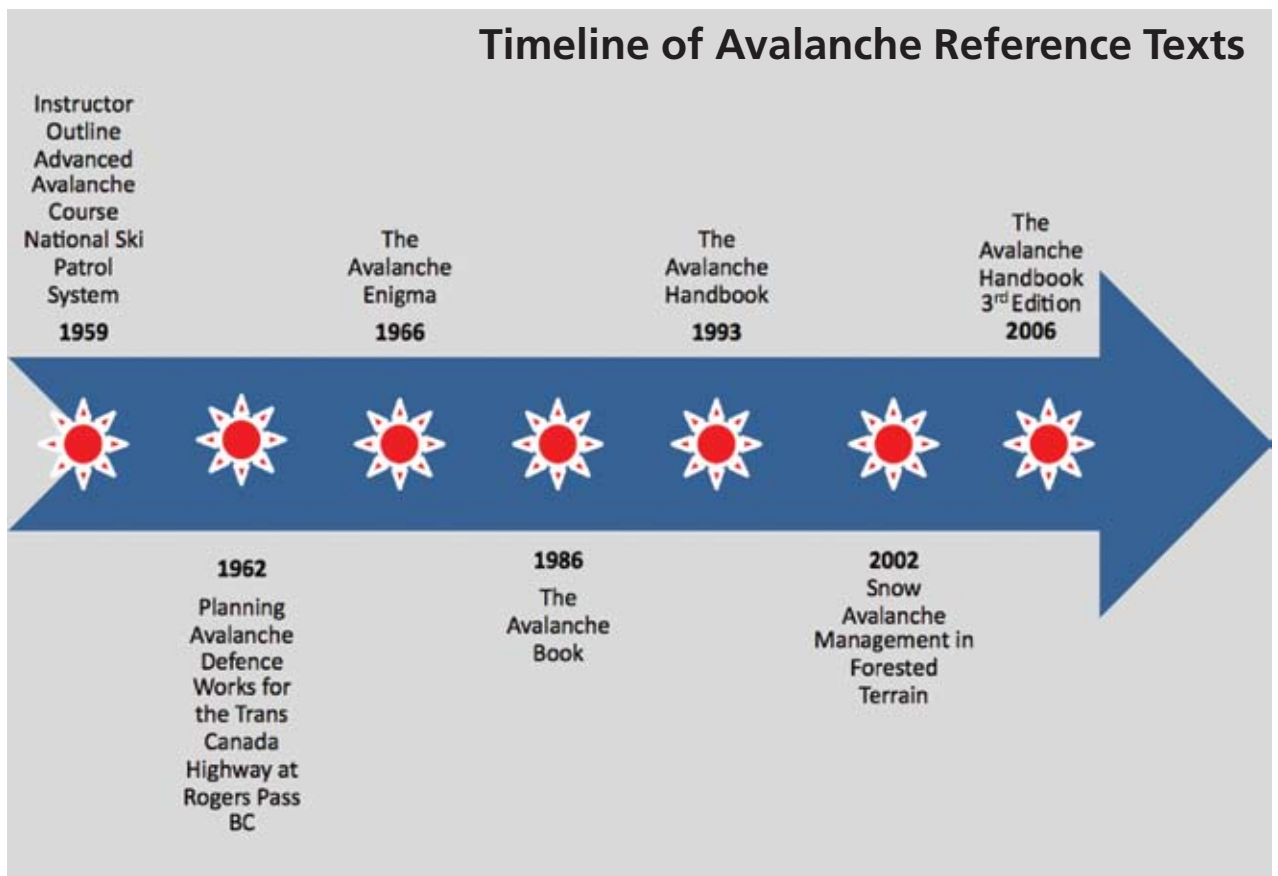 Timeline of Avalanche Reference Texts
Instructor
Outline
Advanced
Avalanche
Course
National Ski
Patrol
System
1959
The
Avalanche
Enigma
1966
The
Avalanche
Handbook
1993
The
Avalanche
Handbook
3rd Edition
2006
1962
Planning
Avalanche
Defence
Works for
the Trans
Canada
Highway at
Rogers Pass
BC
1986
The
Avalanche
Book
2002
Snow
Avalanche
Management in
Forested
Terrain